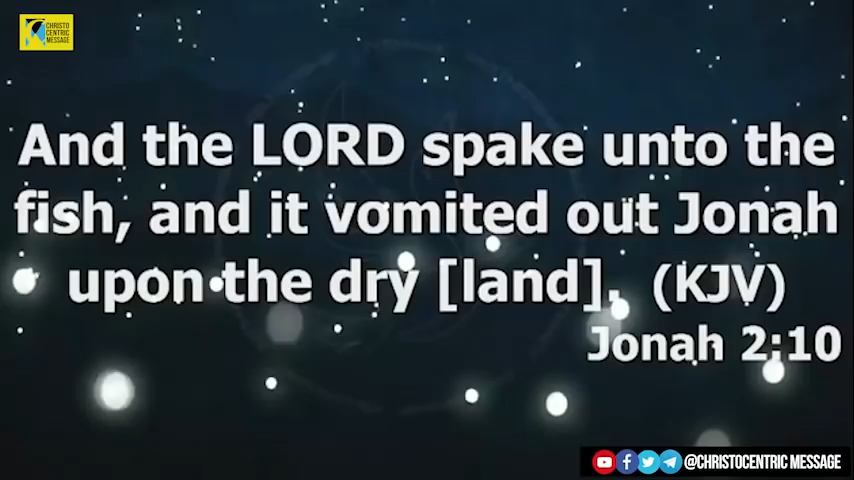 CHRISTO
CENTRIC
MESSAGE
And the LORD spake unto the
fish, and it vomited out Jonah
upon the dry [land]. (KJV)
Jonah 2:10
@CHRISTOCENTRIC MESSAGE